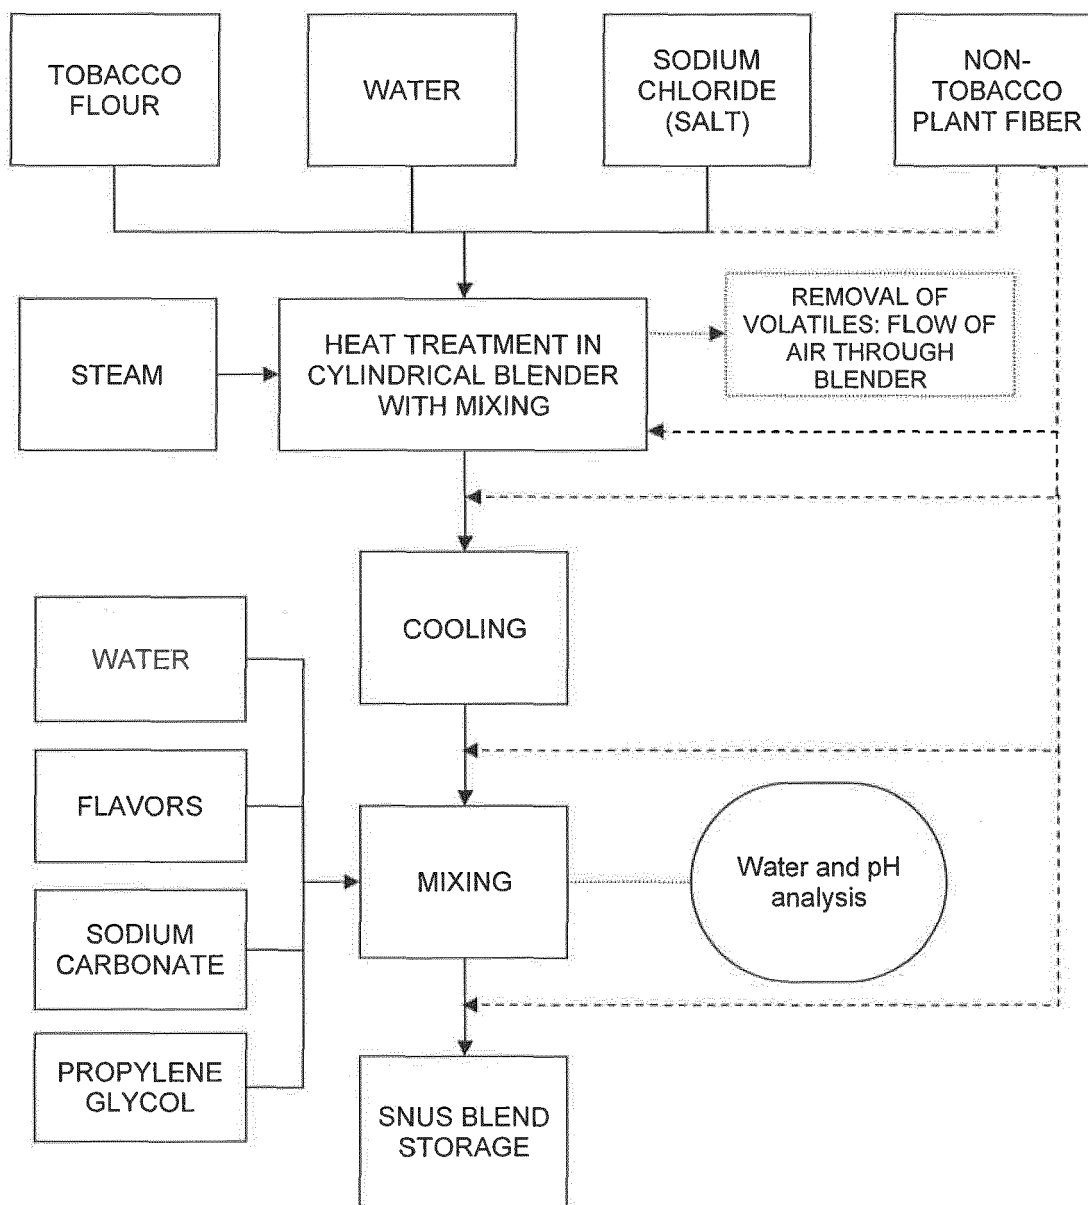 TOBACCO
FLOUR
WATER
SODIUM
CHLORIDE
(SALT)
NON-
TOBACCO
PLANT FIBER
STEAM
HEAT TREATMENT IN
CYLINDRICAL BLENDER
WITH MIXING
REMOVAL OF
VOLATILES: FLOW OF
AIR THROUGH
BLENDER
COOLING
WATER
FLAVORS
SODIUM
CARBONATE
PROPYLENE
GLYCOL
MIXING
Water and pH
analysis
SNUS BLEND
STORAGE